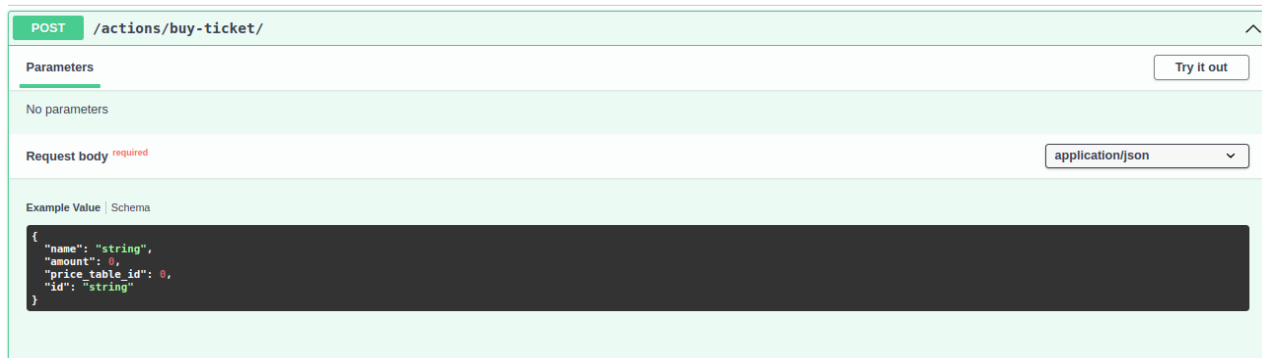 POST /actions/buy-ticket/
Parameters
Try it out
No parameters
Request body required
application/json
Example Value | Schema
{
  "name": "string",
  "amount": 0,
  "price_table_id": 0,
  "id": "string"
}